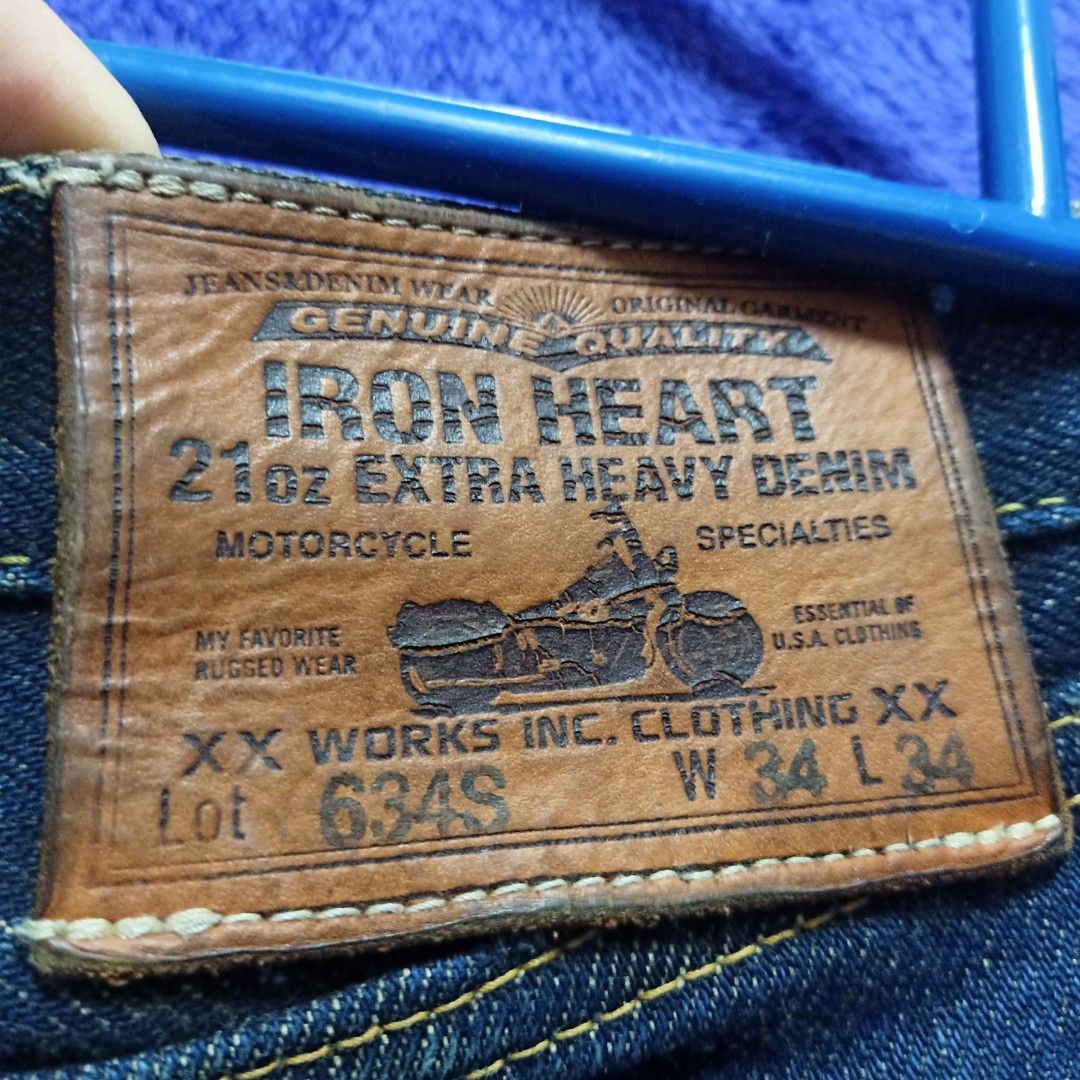 JEANS&DENIM WEAR ORIGINAL GARMENT
GENUINE QUALITY
IRON HEART
21oz EXTRA HEAVY DENIM
MOTORCYCLE SPECIALTIES
MY FAVORITE
RUGGED WEAR
ESSENTIAL OF
U.S.A. CLOTHING
XX WORKS INC. CLOTHING XX
Lot 634S W 34 L 34